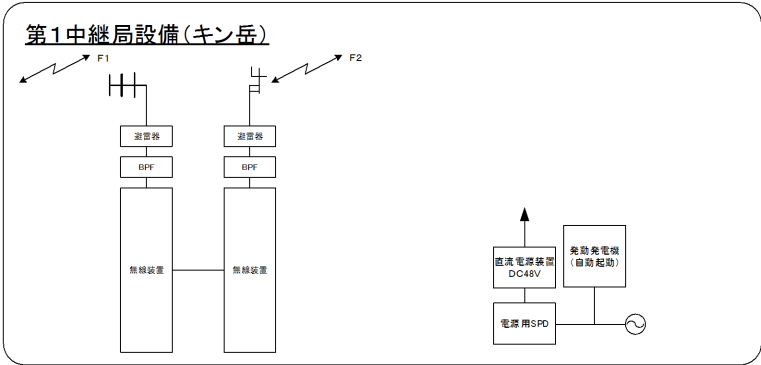 第1中継局設備(キン岳)
F1
F2
避雷器
避雷器
BPF
BPF
無線装置
無線装置
直流電源装置
DC48V
発動発電機
(自動起動)
電源用SPD